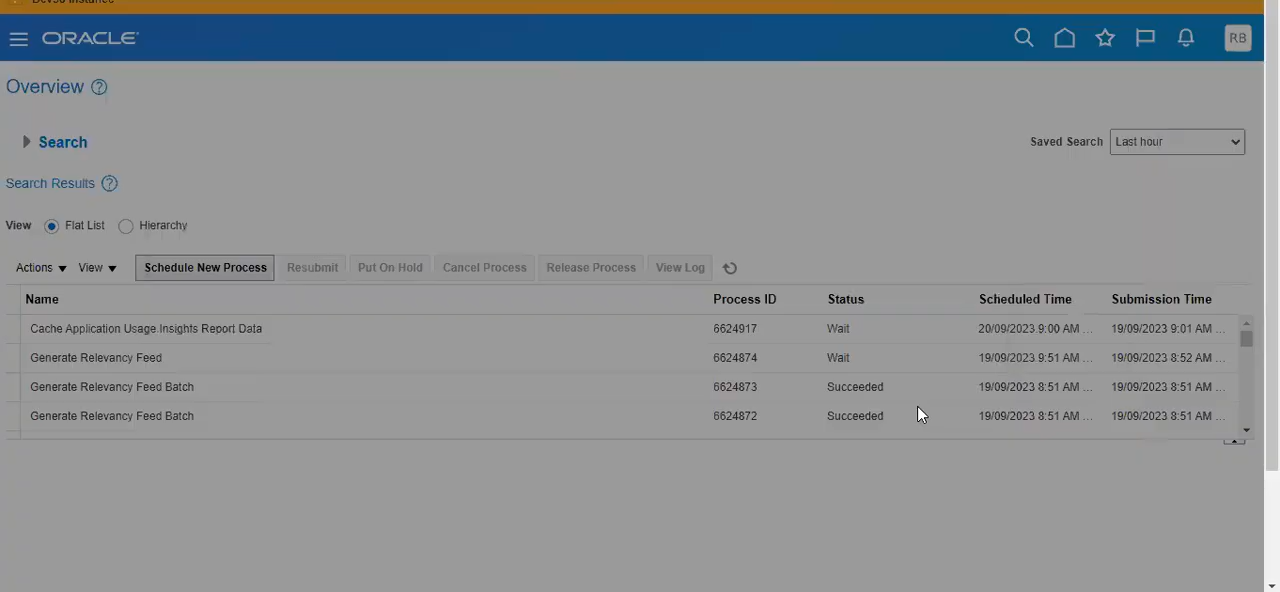 Dev30 Instance
ORACLE
RB
Overview ?
Search
Saved Search Last hour
Search Results ?
View Flat List Hierarchy
Actions View Schedule New Process Resubmit Put On Hold Cancel Process Release Process View Log
Name Process ID Status Scheduled Time Submission Time
Cache Application Usage Insights Report Data 6624917 Wait 20/09/2023 9:00 AM ... 19/09/2023 9:01 AM ...
Generate Relevancy Feed 6624874 Wait 19/09/2023 9:51 AM ... 19/09/2023 8:52 AM ...
Generate Relevancy Feed Batch 6624873 Succeeded 19/09/2023 8:51 AM ... 19/09/2023 8:51 AM ...
Generate Relevancy Feed Batch 6624872 Succeeded 19/09/2023 8:51 AM ... 19/09/2023 8:51 AM ...